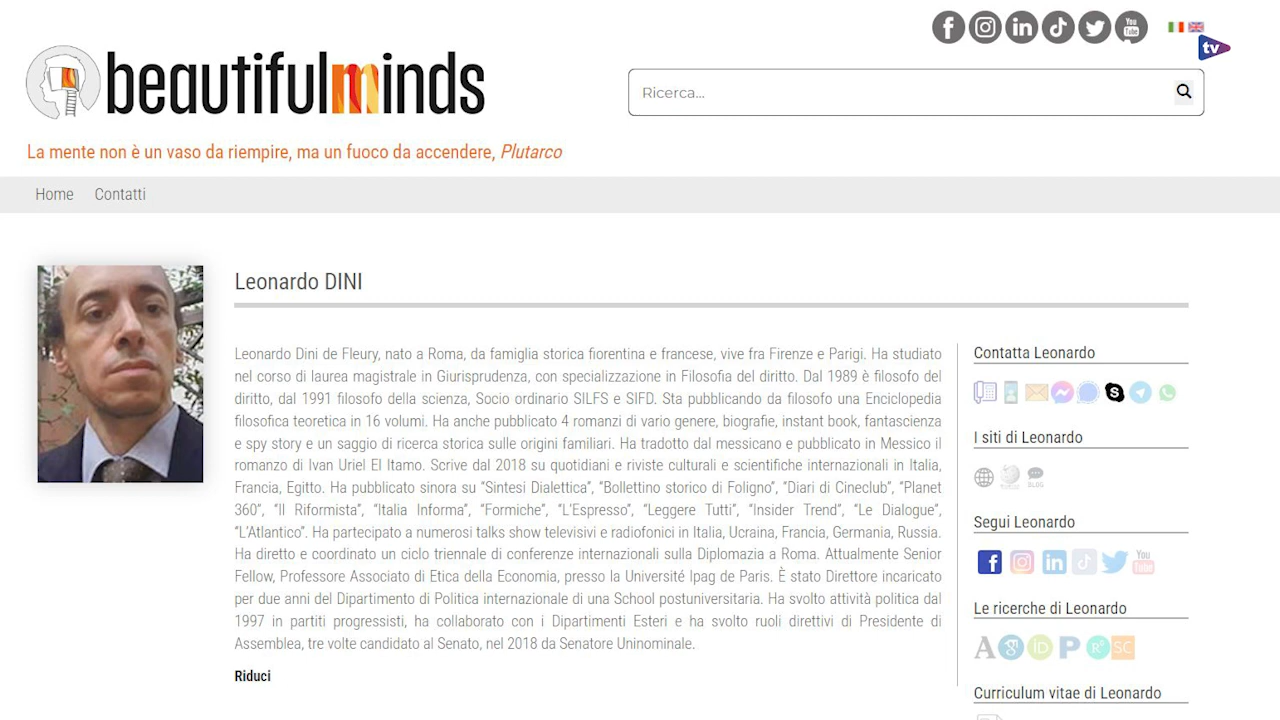 tv
beautifulminds
Ricerca...
La mente non è un vaso da riempire, ma un fuoco da accendere, Plutarco
Home Contatti
Leonardo DINI
Leonardo Dini de Fleury, nato a Roma, da famiglia storica fiorentina e francese, vive fra Firenze e Parigi. Ha studiato
nel corso di laurea magistrale in Giurisprudenza, con specializzazione in Filosofia del diritto. Dal 1989 è filosofo del
diritto, dal 1991 filosofo della scienza, Socio ordinario SILFS e SIFD. Sta pubblicando da filosofo una Enciclopedia
filosofica teoretica in 16 volumi. Ha anche pubblicato 4 romanzi di vario genere, biografie, instant book, fantascienza
e spy story e un saggio di ricerca storica sulle origini familiari. Ha tradotto dal messicano e pubblicato in Messico il
romanzo di Ivan Uriel El Itamo. Scrive dal 2018 su quotidiani e riviste culturali e scientifiche internazionali in Italia,
Francia, Egitto. Ha pubblicato sinora su “Sintesi Dialettica”, “Bollettino storico di Foligno”, “Diari di Cineclub”, “Planet
360”, “Il Riformista”, “Italia Informa”, “Formiche”, “L’Espresso”, “Leggere Tutti”, “Insider Trend”, “Le Dialogue”,
“L’Atlantico”. Ha partecipato a numerosi talks show televisivi e radiofonici in Italia, Ucraina, Francia, Germania, Russia.
Ha diretto e coordinato un ciclo triennale di conferenze internazionali sulla Diplomazia a Roma. Attualmente Senior
Fellow, Professore Associato di Etica della Economia, presso la Université Ipag de Paris. È stato Direttore incaricato
per due anni del Dipartimento di Politica internazionale di una School postuniversitaria. Ha svolto attività politica dal
1997 in partiti progressisti, ha collaborato con i Dipartimenti Esteri e ha svolto ruoli direttivi di Presidente di
Assemblea, tre volte candidato al Senato, nel 2018 da Senatore Uninominale.
Riduci
Contatta Leonardo
I siti di Leonardo
BLOG
Segui Leonardo
You Tube
Le ricerche di Leonardo
A iD P R SC
Curriculum vitae di Leonardo